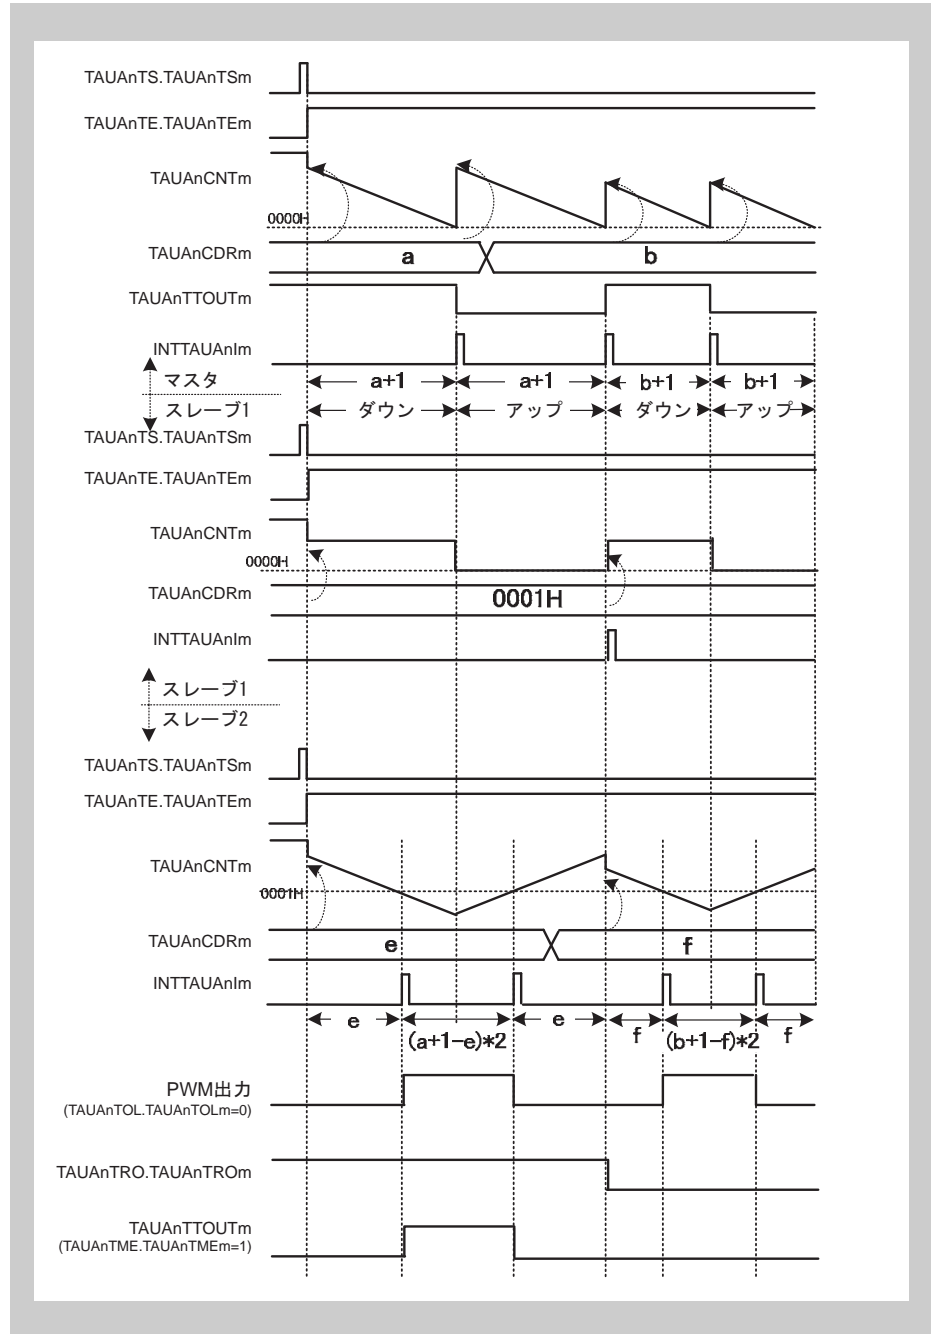 TAUAnTS.TAUAnTSm
TAUAnTE.TAUAnTEm
TAUAnCNTm
0000H
TAUAnCDRm
a
b
TAUAnTTOUTm
INTTAUAnIm
マスタ
a+1
a+1
b+1
b+1
スレーブ1
ダウン
アップ
ダウン
アップ
TAUAnTS.TAUAnTSm
TAUAnTE.TAUAnTEm
TAUAnCNTm
0000H
TAUAnCDRm
0001H
INTTAUAnIm
スレーブ1
スレーブ2
TAUAnTS.TAUAnTSm
TAUAnTE.TAUAnTEm
TAUAnCNTm
0001H
TAUAnCDRm
e
f
INTTAUAnIm
e
(a+1-e)*2
e
f
(b+1-f)*2
f
PWM出力
(TAUAnTOL.TAUAnTOLm=0)
TAUAnTRO.TAUAnTROm
TAUAnTTOUTm
(TAUAnTME.TAUAnTMEm=1)